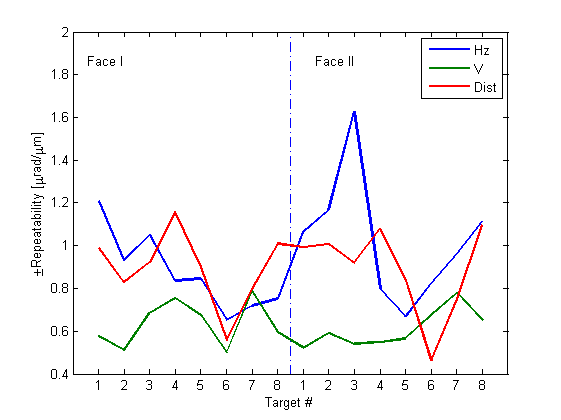 2
1.8
1.6
1.4
1.2
1
0.8
0.6
0.4
±Repeatability [μrad/μm]
Face I
Face II
Hz
V
Dist
1 2 3 4 5 6 7 8 1 2 3 4 5 6 7 8
Target #